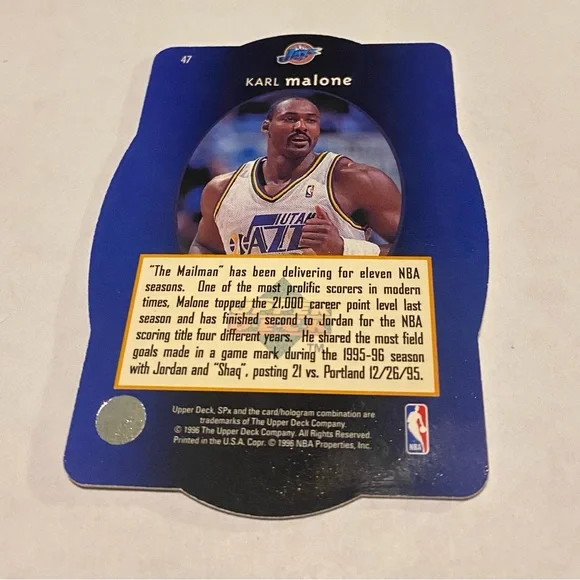 47
JAZZ
KARL malone
UTAH
JAZZ
"The Mailman" has been delivering for eleven NBA
seasons. One of the most prolific scorers in modern
times, Malone topped the 21,000 career point level last
season and has finished second to Jordan for the NBA
scoring title four different years. He shared the most field
goals made in a game mark during the 1995-96 season
with Jordan and "Shaq", posting 21 vs. Portland 12/26/95.
TM
Upper Deck, SPx and the card/hologram combination are
trademarks of The Upper Deck Company.
© 1996 The Upper Deck Company. All Rights Reserved.
Printed in the U.S.A. Copr. © 1996 NBA Properties, Inc.
NBA